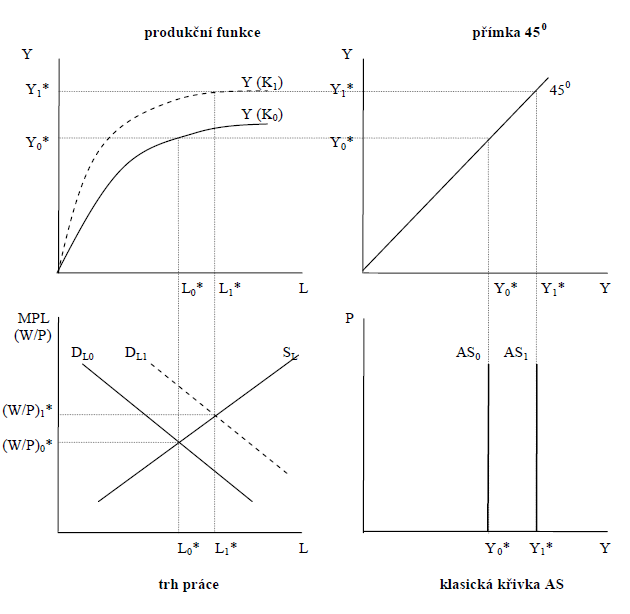 produkční funkce
přímka 45⁰
Y
Y₁*
Y (K₁)
Y (K₀)
Y₀*
L₀*
L₁*
L
Y
Y₁*
45⁰
Y₀*
Y₀*
Y₁*
Y
MPL
(W/P)
D_L0
D_L1
S_L
(W/P)₁*
(W/P)₀*
L₀*
L₁*
L
P
AS₀
AS₁
Y₀*
Y₁*
Y
trh práce
klasická křivka AS